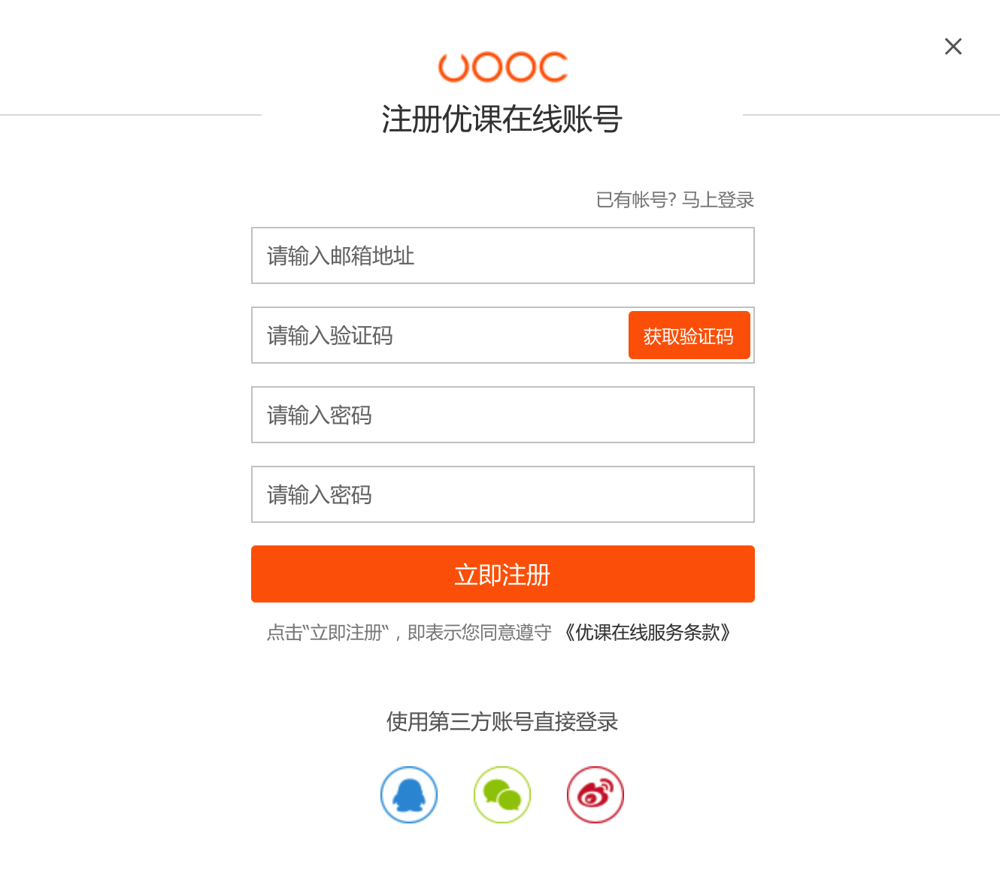 UOOC
注册优课在线账号
已有帐号? 马上登录
请输入邮箱地址
请输入验证码 获取验证码
请输入密码
请输入密码
立即注册
点击“立即注册“，即表示您同意遵守 《优课在线服务条款》
使用第三方账号直接登录